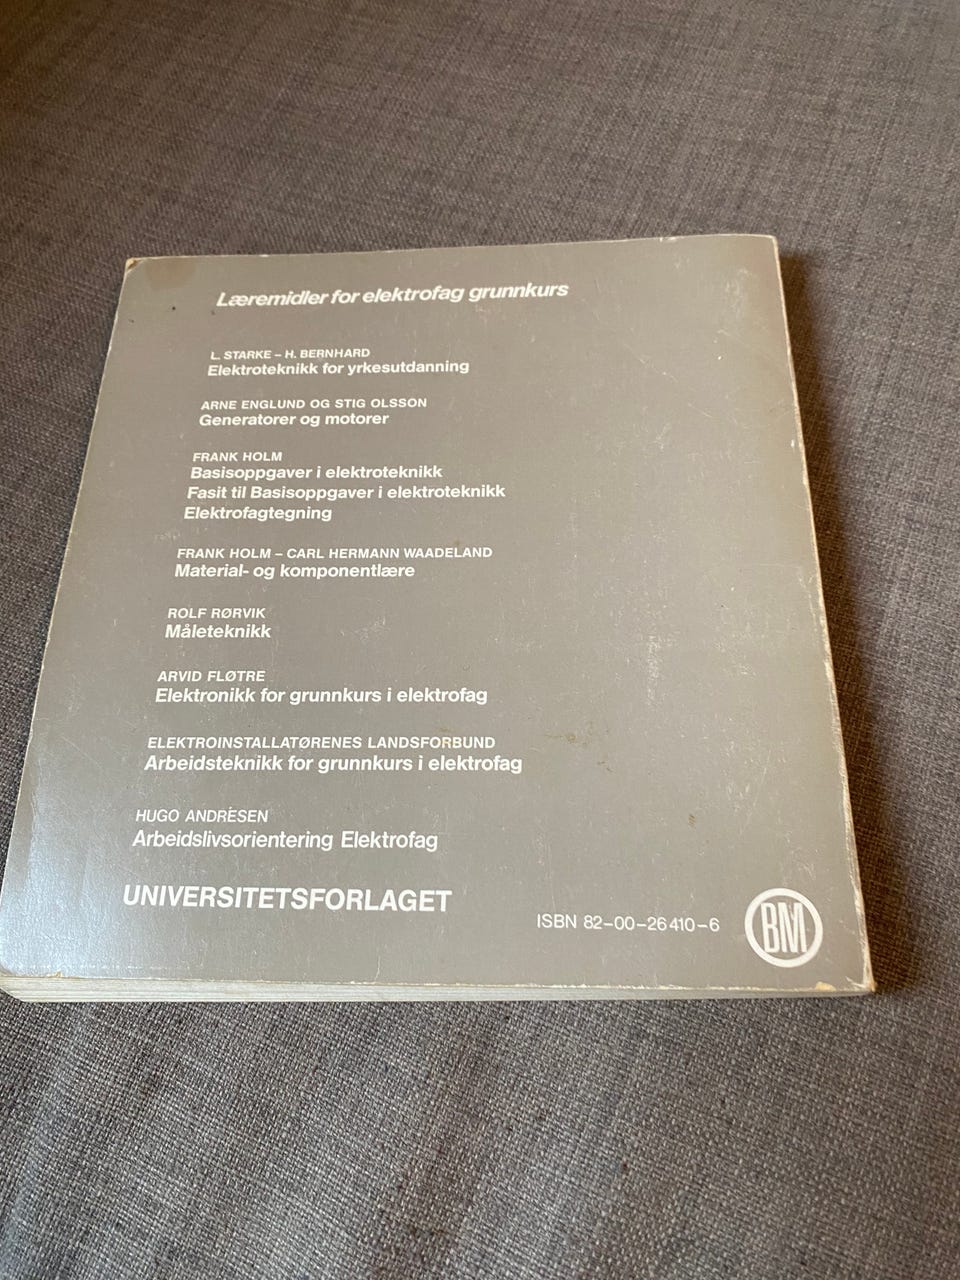 Læremidler for elektrofag grunnkurs
L. STARKE – H. BERNHARD
Elektroteknikk for yrkesutdanning
ARNE ENGLUND OG STIG OLSSON
Generatorer og motorer
FRANK HOLM
Basisoppgaver i elektroteknikk
Fasit til Basisoppgaver i elektroteknikk
Elektrofagtegning
FRANK HOLM – CARL HERMANN WAADELAND
Material- og komponentlære
ROLF RØRVIK
Måleteknikk
ARVID FLØTRE
Elektronikk for grunnkurs i elektrofag
ELEKTROINSTALLATØRENES LANDSFORBUND
Arbeidsteknikk for grunnkurs i elektrofag
HUGO ANDRESEN
Arbeidslivsorientering Elektrofag
UNIVERSITETSFORLAGET
ISBN 82–00–26410–6
BM